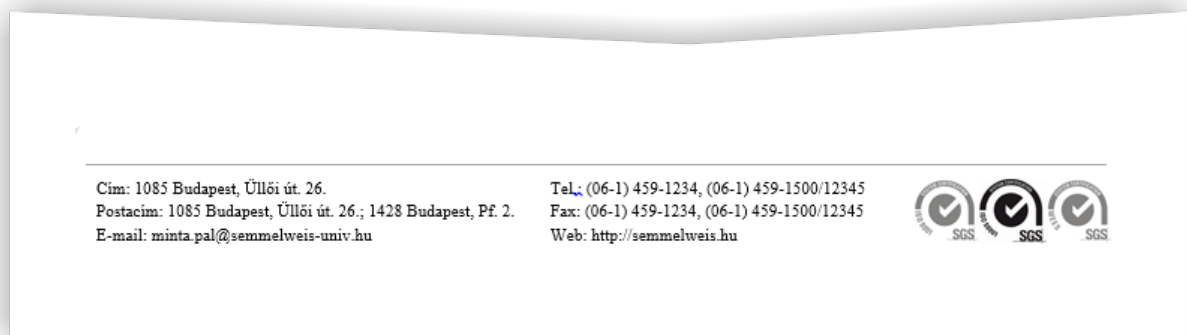 Cím: 1085 Budapest, Üllői út. 26.
Postacím: 1085 Budapest, Üllői út. 26.; 1428 Budapest, Pf. 2.
E-mail: minta.pal@semmelweis-univ.hu
Tel.: (06-1) 459-1234, (06-1) 459-1500/12345
Fax: (06-1) 459-1234, (06-1) 459-1500/12345
Web: http://semmelweis.hu
SGS
SGS
SGS